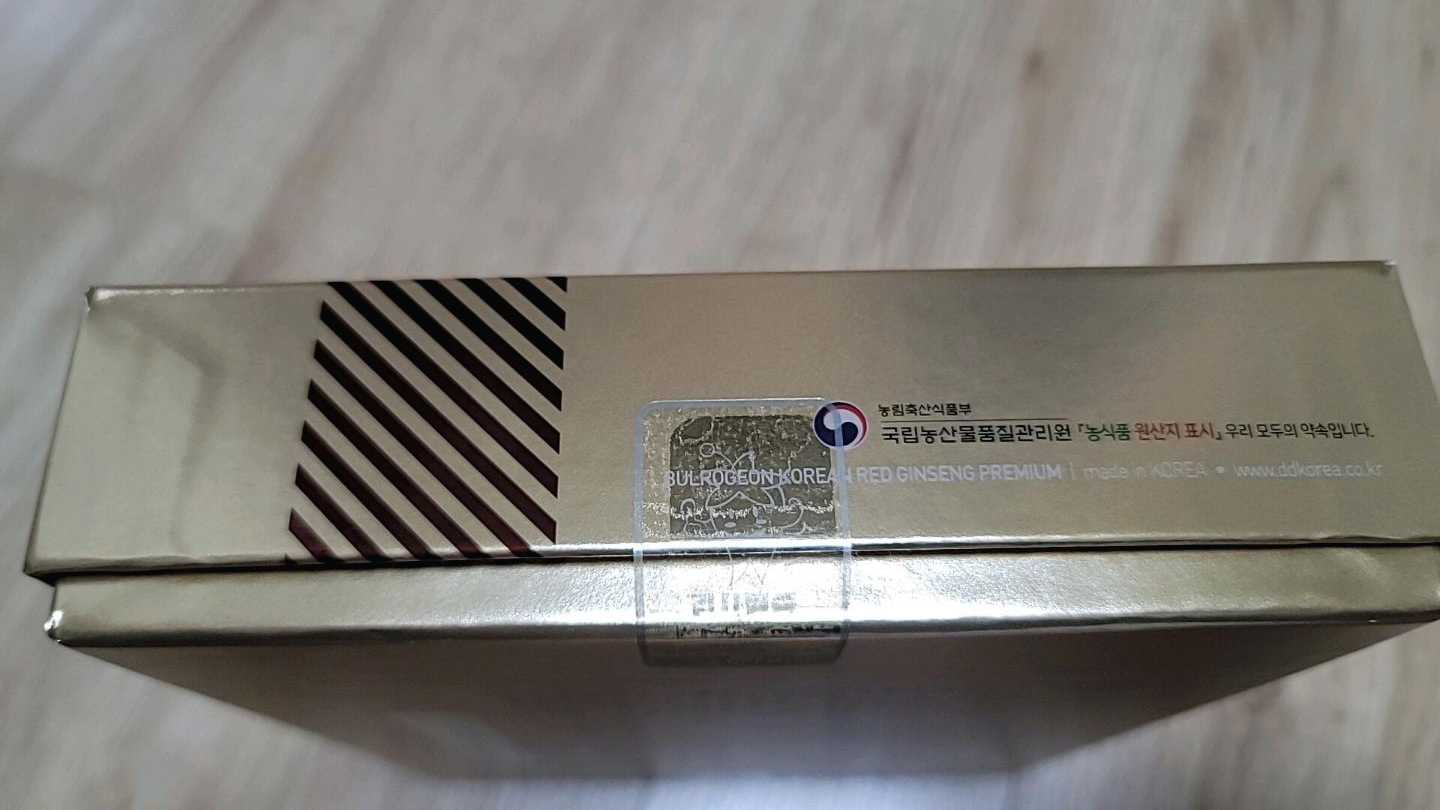 농림축산식품부
국립농산물품질관리원 「농식품 원산지 표시」 우리 모두의 약속입니다.
BULROGEON KOREAN RED GINSENG PREMIUM | made in KOREA • www.ddkorea.co.kr